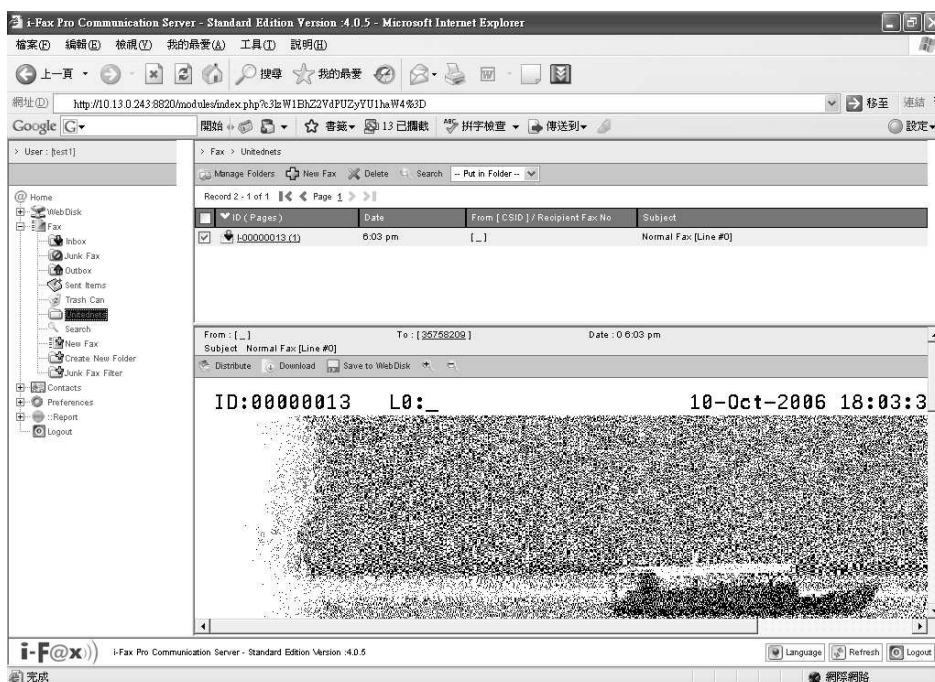 i-Fax Pro Communication Server - Standard Edition Version :4.0.5 - Microsoft Internet Explorer
檔案(F) 編輯(E) 檢視(V) 我的最愛(A) 工具(T) 說明(H)
上一頁 搜尋 我的最愛
網址(D) http://10.13.0.243:8820/modules/index.php? 移至 連結
Google G 開始 書籤 13 已攔截 拼字檢查 傳送到 設定
> User : [test1]
> Fax > Unitednets
Manage Folders New Fax Delete Search -- Put in Folder --
Record 2 - 1 of 1 Page 1
ID ( Pages ) Date From [ CSID ] / Recipient Fax No Subject
I-00000013 (1) 6:03 pm [ _ ] Normal Fax [Line #0]
@ Home
WebDisk
Fax
Inbox
Junk Fax
Outbox
Sent Items
Trash Can
Unitednets
Search
New Fax
Create New Folder
Junk Fax Filter
Contacts
Preferences
::Report
Logout
From : [ _ ] To : [ 35758209 ] Date : 0 6:03 pm
Subject Normal Fax [Line #0]
Distribute Download Save to WebDisk
ID:00000013 L0:_ 10-Oct-2006 18:03:3
i-F@x)) i-Fax Pro Communication Server - Standard Edition Version :4.0.5 Language Refresh Logout
完成 網際網路